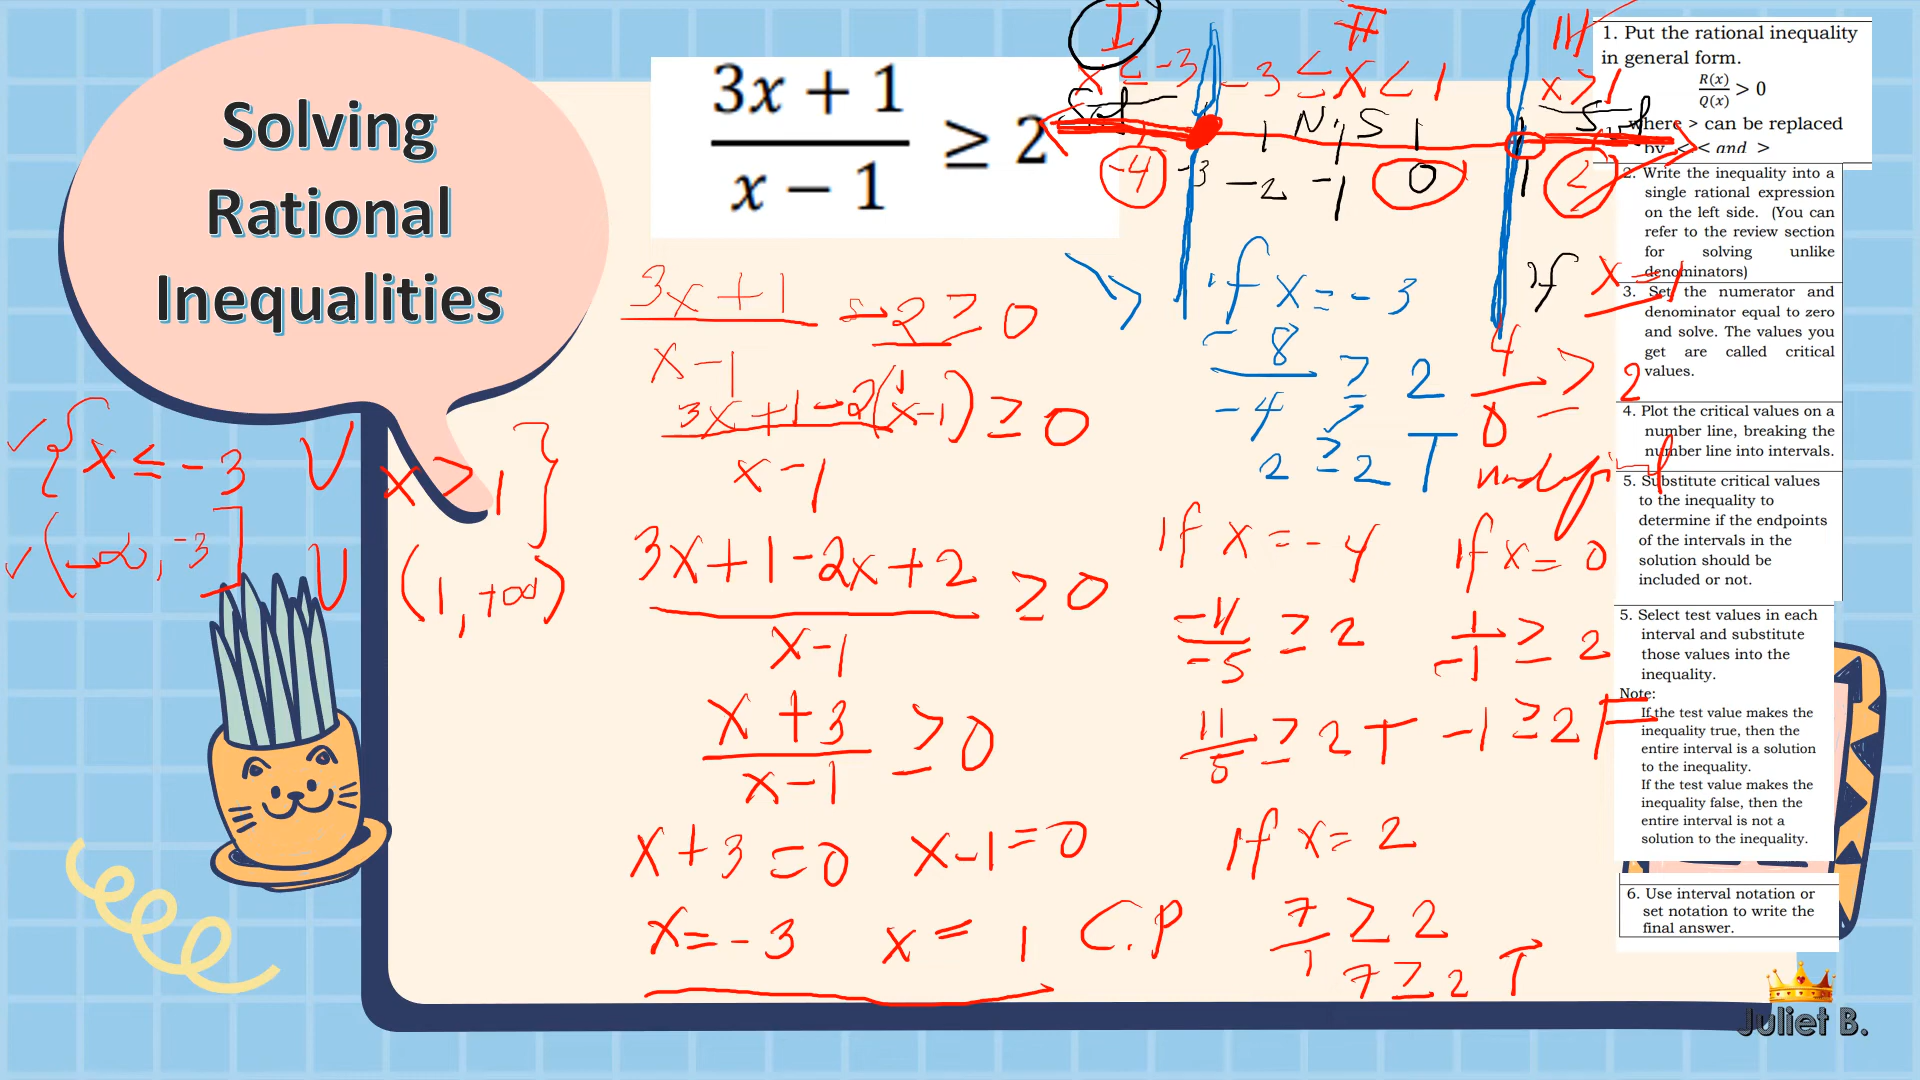 Solving
Rational
Inequalities
3x + 1
x − 1
≥ 2
I
II
III
x ≤ -3
-3 ≤ x < 1
x > 1
Sol
N.S
Sol
-4 -3 -2 -1 0 1 2
3x + 1
x - 1
- 2 ≥ 0
3x + 1 - 2(x - 1)
x - 1
≥ 0
3x + 1 - 2x + 2
x - 1
≥ 0
x + 3
x - 1
≥ 0
x + 3 = 0 x - 1 = 0
x = -3 x = 1 C.P
if x = -3
-8
-4
≥ 2
2 ≥ 2 T
if x = 1
4
0
≥ 2
undefined
if x = -4
-11
-5
≥ 2
11
5
≥ 2 T
if x = 0
1
-1
≥ 2
-1 ≥ 2 F
if x = 2
7
1
≥ 2
7 ≥ 2 T
{x ≤ -3 U x > 1}
(-∞, -3] U (1, +∞)
1. Put the rational inequality
in general form.
R(x)
Q(x)
> 0
where > can be replaced
by <, ≤ and ≥
2. Write the inequality into a
single rational expression
on the left side. (You can
refer to the review section
for solving unlike
denominators)
3. Set the numerator and
denominator equal to zero
and solve. The values you
get are called critical
values.
4. Plot the critical values on a
number line, breaking the
number line into intervals.
5. Substitute critical values
to the inequality to
determine if the endpoints
of the intervals in the
solution should be
included or not.
5. Select test values in each
interval and substitute
those values into the
inequality.
Note:
If the test value makes the
inequality true, then the
entire interval is a solution
to the inequality.
If the test value makes the
inequality false, then the
entire interval is not a
solution to the inequality.
6. Use interval notation or
set notation to write the
final answer.
Juliet B.